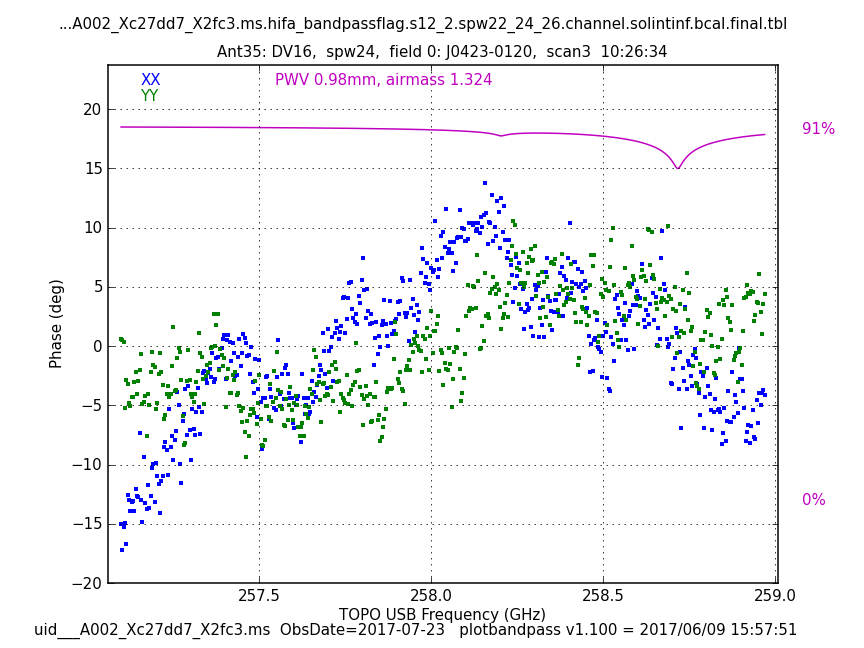 ...A002_Xc27dd7_X2fc3.ms.hifa_bandpassflag.s12_2.spw22_24_26.channel.solintinf.bcal.final.tbl
Ant35: DV16,  spw24,  field 0: J0423-0120,  scan3  10:26:34
XX
YY
PWV 0.98mm, airmass 1.324
20
15
10
5
0
−5
−10
−15
−20
Phase (deg)
91%
0%
257.5
258.0
258.5
259.0
TOPO USB Frequency (GHz)
uid___A002_Xc27dd7_X2fc3.ms  ObsDate=2017-07-23   plotbandpass v1.100 = 2017/06/09 15:57:51